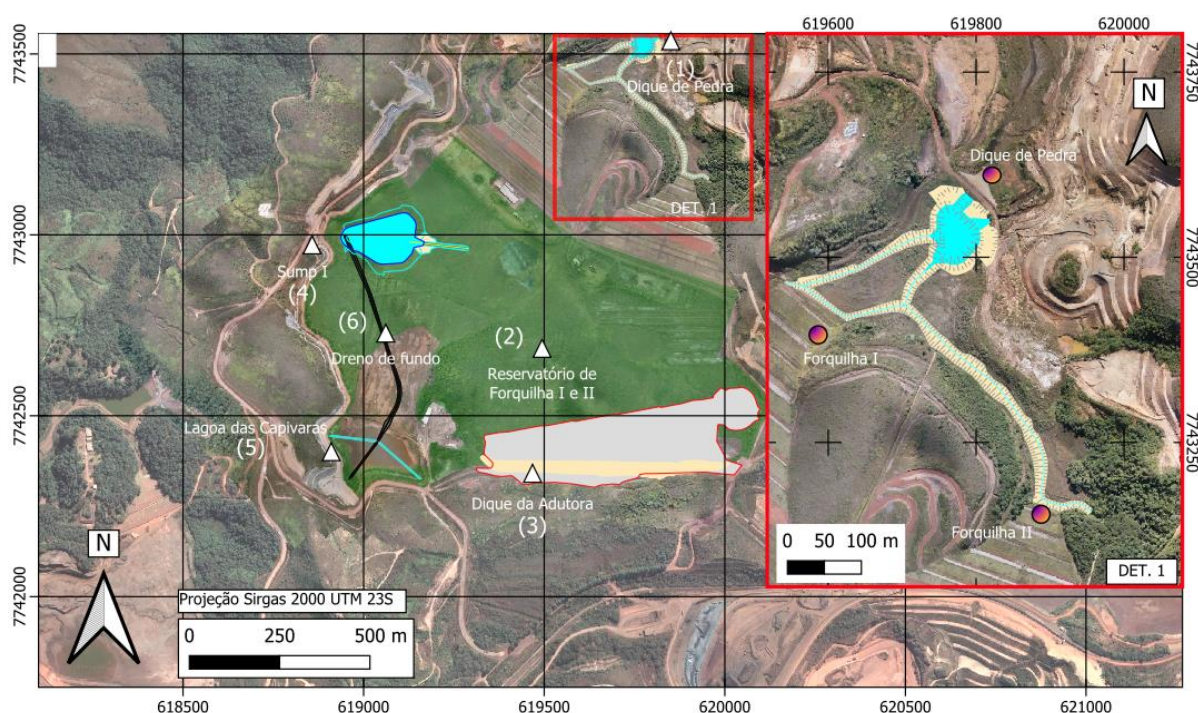 619600
619800
620000
7743500
7743000
7742500
7742000
(1)
Dique de Pedra
DET. 1
Sump I
(4)
(6)
Dreno de fundo
(2)
Reservatório de
Forquilha I e II
Lagoa das Capivaras
(5)
Dique da Adutora
(3)
N
Projeção Sirgas 2000 UTM 23S
0 250 500 m
618500
619000
619500
620000
620500
621000
N
Dique de Pedra
Forquilha I
Forquilha II
0 50 100 m
DET. 1
7743750
7743500
7743250